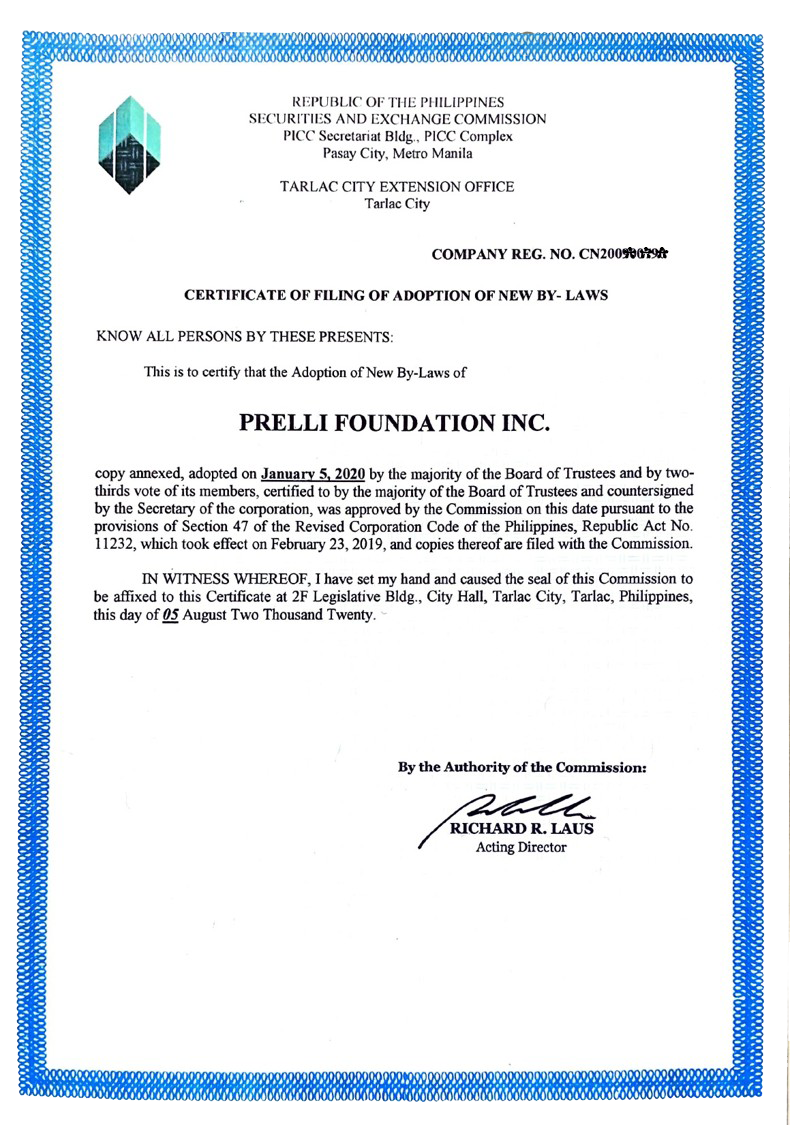 REPUBLIC OF THE PHILIPPINES
SECURITIES AND EXCHANGE COMMISSION
PICC Secretariat Bldg., PICC Complex
Pasay City, Metro Manila
TARLAC CITY EXTENSION OFFICE
Tarlac City
COMPANY REG. NO.
CERTIFICATE OF FILING OF ADOPTION OF NEW BY- LAWS
KNOW ALL PERSONS BY THESE PRESENTS:
This is to certify that the Adoption of New By-Laws of
PRELLI FOUNDATION INC.
copy annexed, adopted on January 5, 2020 by the majority of the Board of Trustees and by two-
thirds vote of its members, certified to by the majority of the Board of Trustees and countersigned
by the Secretary of the corporation, was approved by the Commission on this date pursuant to the
provisions of Section 47 of the Revised Corporation Code of the Philippines, Republic Act No.
11232, which took effect on February 23, 2019, and copies thereof are filed with the Commission.
IN WITNESS WHEREOF, I have set my hand and caused the seal of this Commission to
be affixed to this Certificate at 2F Legislative Bldg., City Hall, Tarlac City, Tarlac, Philippines,
this day of 05 August Two Thousand Twenty.
By the Authority of the Commission:
RICHARD R. LAUS
Acting Director